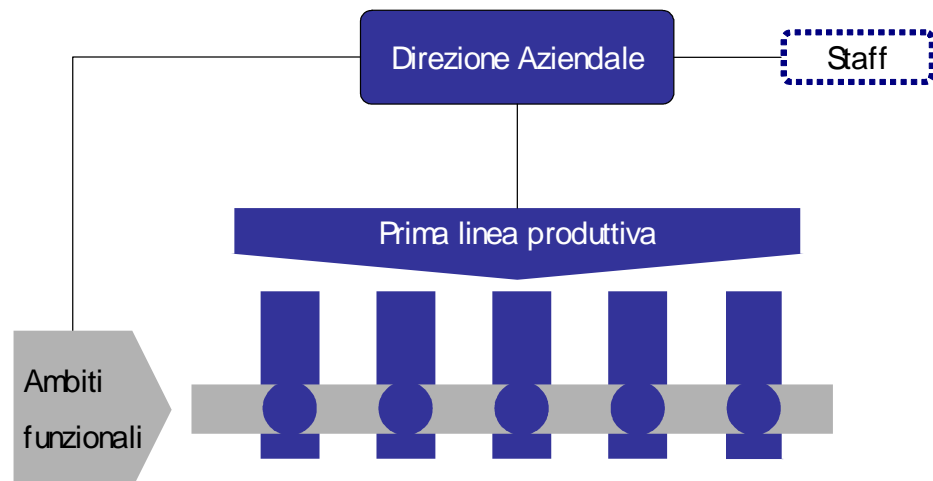 Direzione Aziendale
Staff
Prima linea produttiva
Ambiti
funzionali